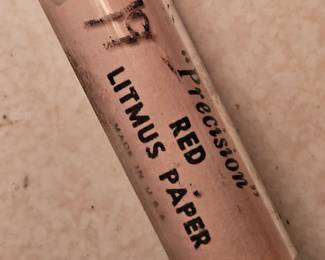 "Precision"
RED
LITMUS PAPER
MADE IN U.S.A.